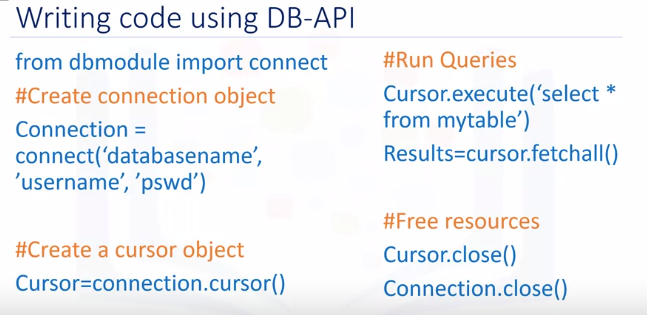 Writing code using DB-API
from dbmodule import connect
#Create connection object
Connection =
connect(‘databasename’,
’username’, ’pswd’)
#Create a cursor object
Cursor=connection.cursor()
#Run Queries
Cursor.execute(‘select *
from mytable’)
Results=cursor.fetchall()
#Free resources
Cursor.close()
Connection.close()